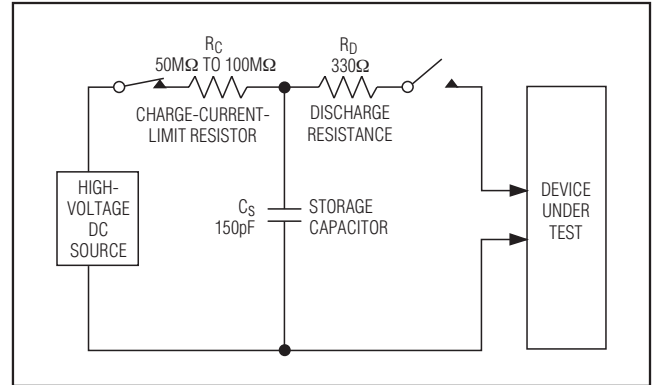 RC
50MΩ TO 100MΩ
CHARGE-CURRENT-
LIMIT RESISTOR
RD
330Ω
DISCHARGE
RESISTANCE
HIGH-
VOLTAGE
DC
SOURCE
CS
150pF
STORAGE
CAPACITOR
DEVICE
UNDER
TEST